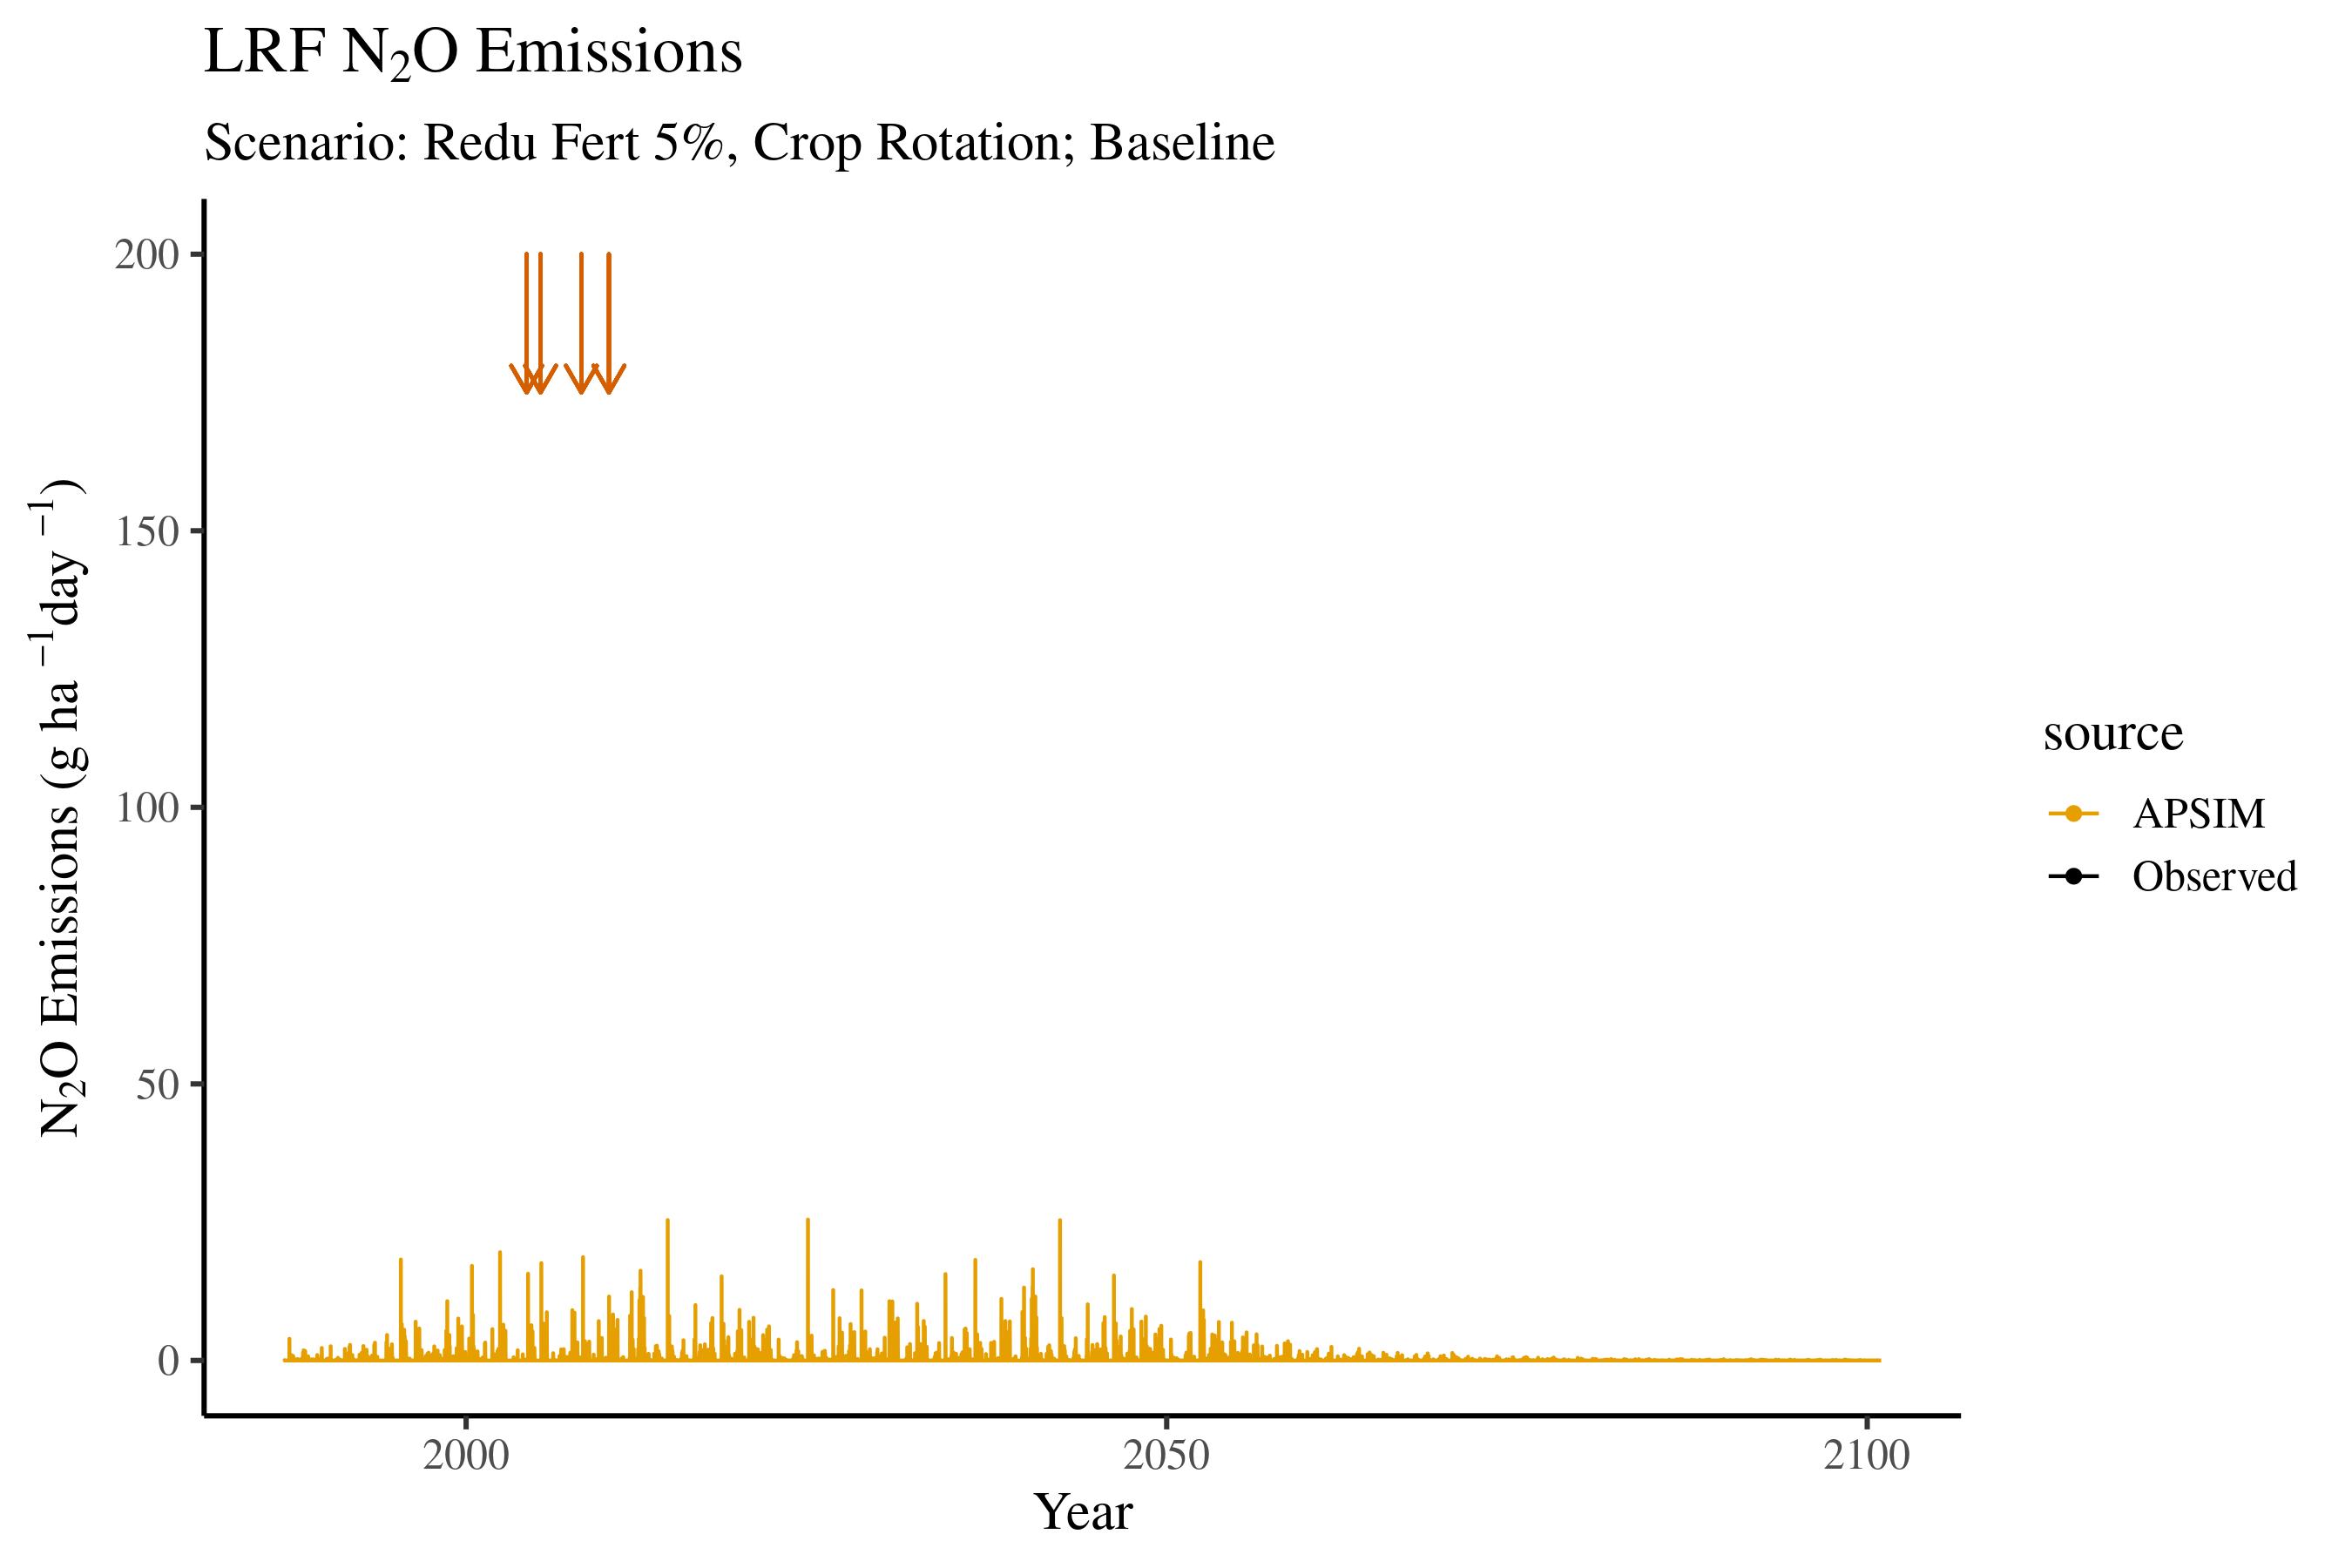 LRF N₂O Emissions
Scenario: Redu Fert 5%, Crop Rotation; Baseline
N₂O Emissions (g ha ⁻¹day ⁻¹)
200
150
100
50
0
2000 2050 2100
Year
source
APSIM
Observed